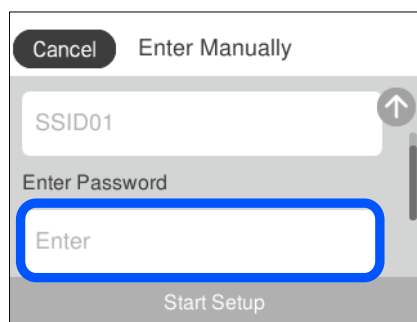 Cancel Enter Manually
SSID01
Enter Password
Enter
Start Setup